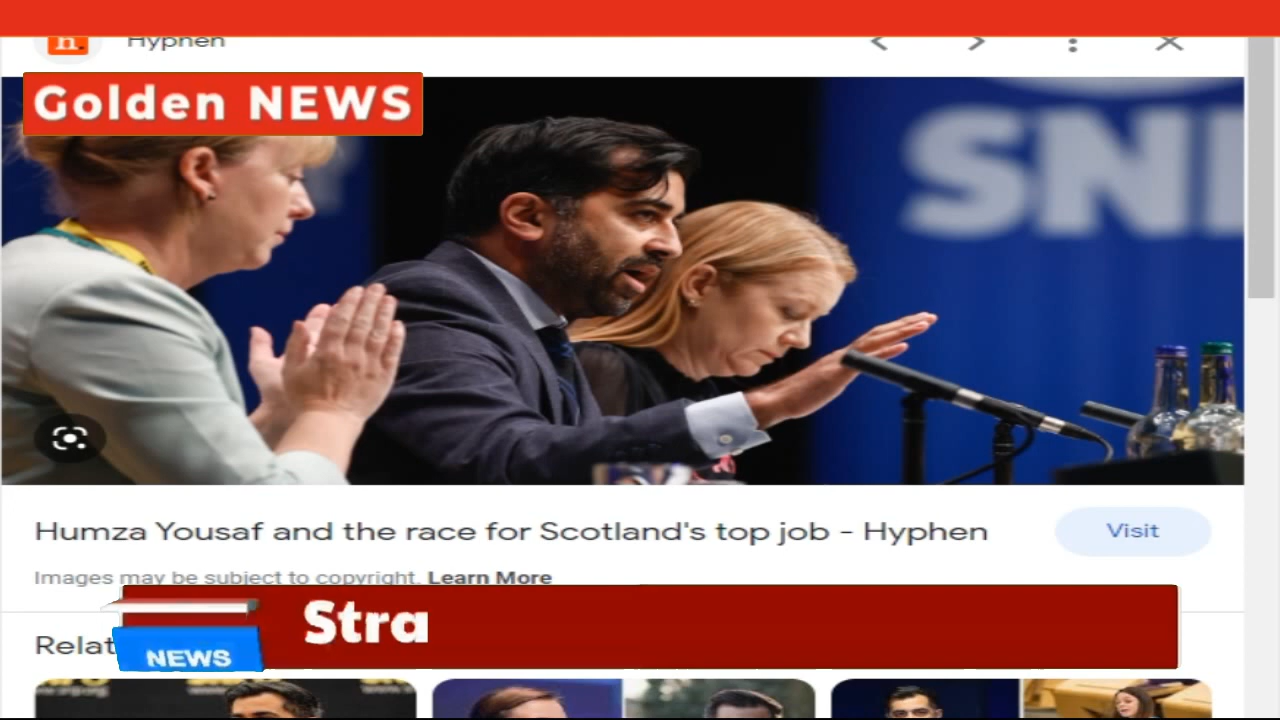 Hyphen
Golden NEWS
SN
Humza Yousaf and the race for Scotland's top job - Hyphen
Visit
Images may be subject to copyright. Learn More
Stra
Relat
NEWS